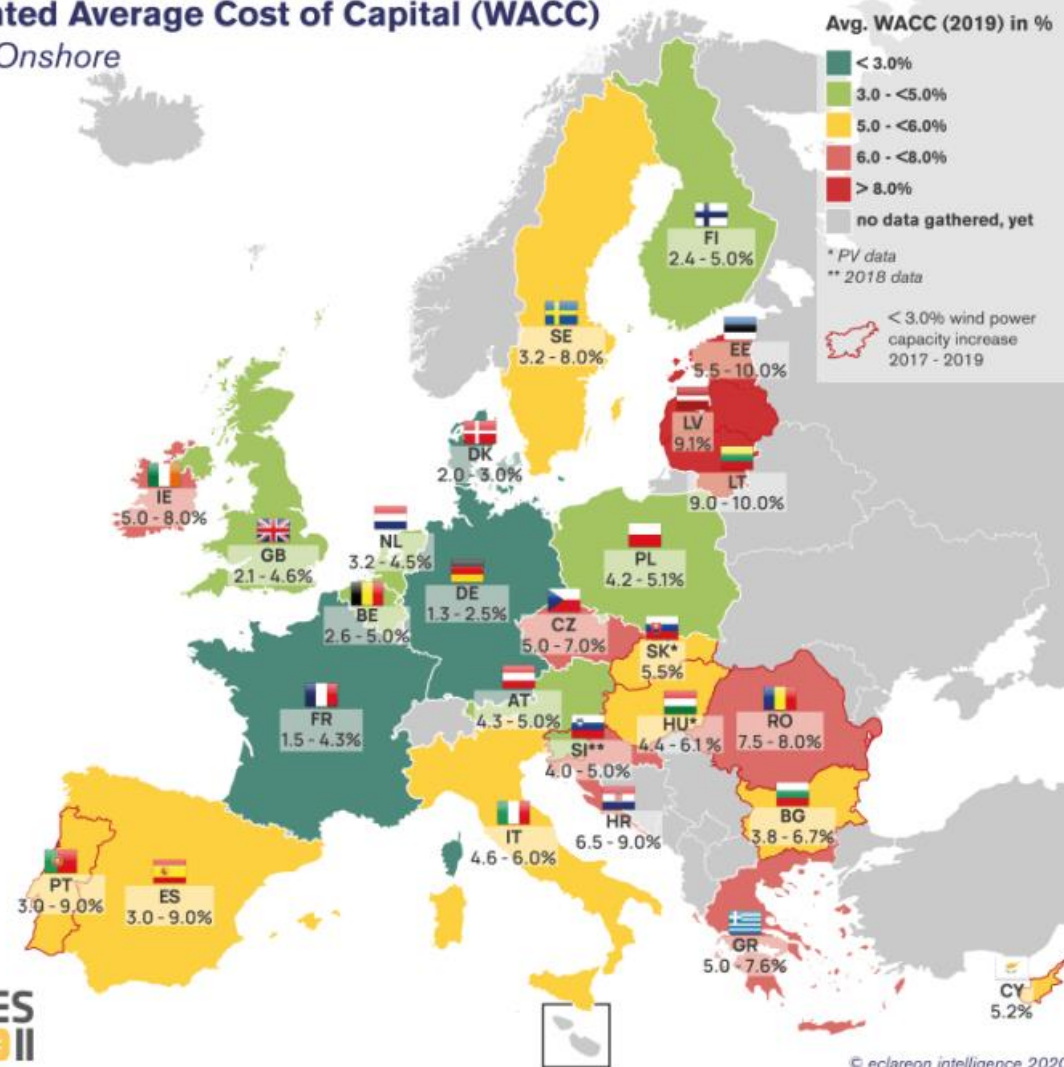 ted Average Cost of Capital (WACC)
Onshore
Avg. WACC (2019) in %
< 3.0%
3.0 - <5.0%
5.0 - <6.0%
6.0 - <8.0%
> 8.0%
no data gathered, yet
* PV data
** 2018 data
< 3.0% wind power
capacity increase
2017 - 2019
FI
2.4 - 5.0%
SE
3.2 - 8.0%
EE
5.5 - 10.0%
LV
9.1%
LT
9.0 - 10.0%
DK
2.0 - 3.0%
IE
5.0 - 8.0%
GB
2.1 - 4.6%
NL
3.2 - 4.5%
BE
2.6 - 5.0%
DE
1.3 - 2.5%
PL
4.2 - 5.1%
CZ
5.0 - 7.0%
SK*
5.5%
AT
4.3 - 5.0%
HU*
4.4 - 6.1 %
RO
7.5 - 8.0%
FR
1.5 - 4.3%
SI**
4.0 - 5.0%
HR
6.5 - 9.0%
BG
3.8 - 6.7%
IT
4.6 - 6.0%
PT
3.0 - 9.0%
ES
3.0 - 9.0%
GR
5.0 - 7.6%
CY
5.2%
ES
II
© eclareon intelligence 2020